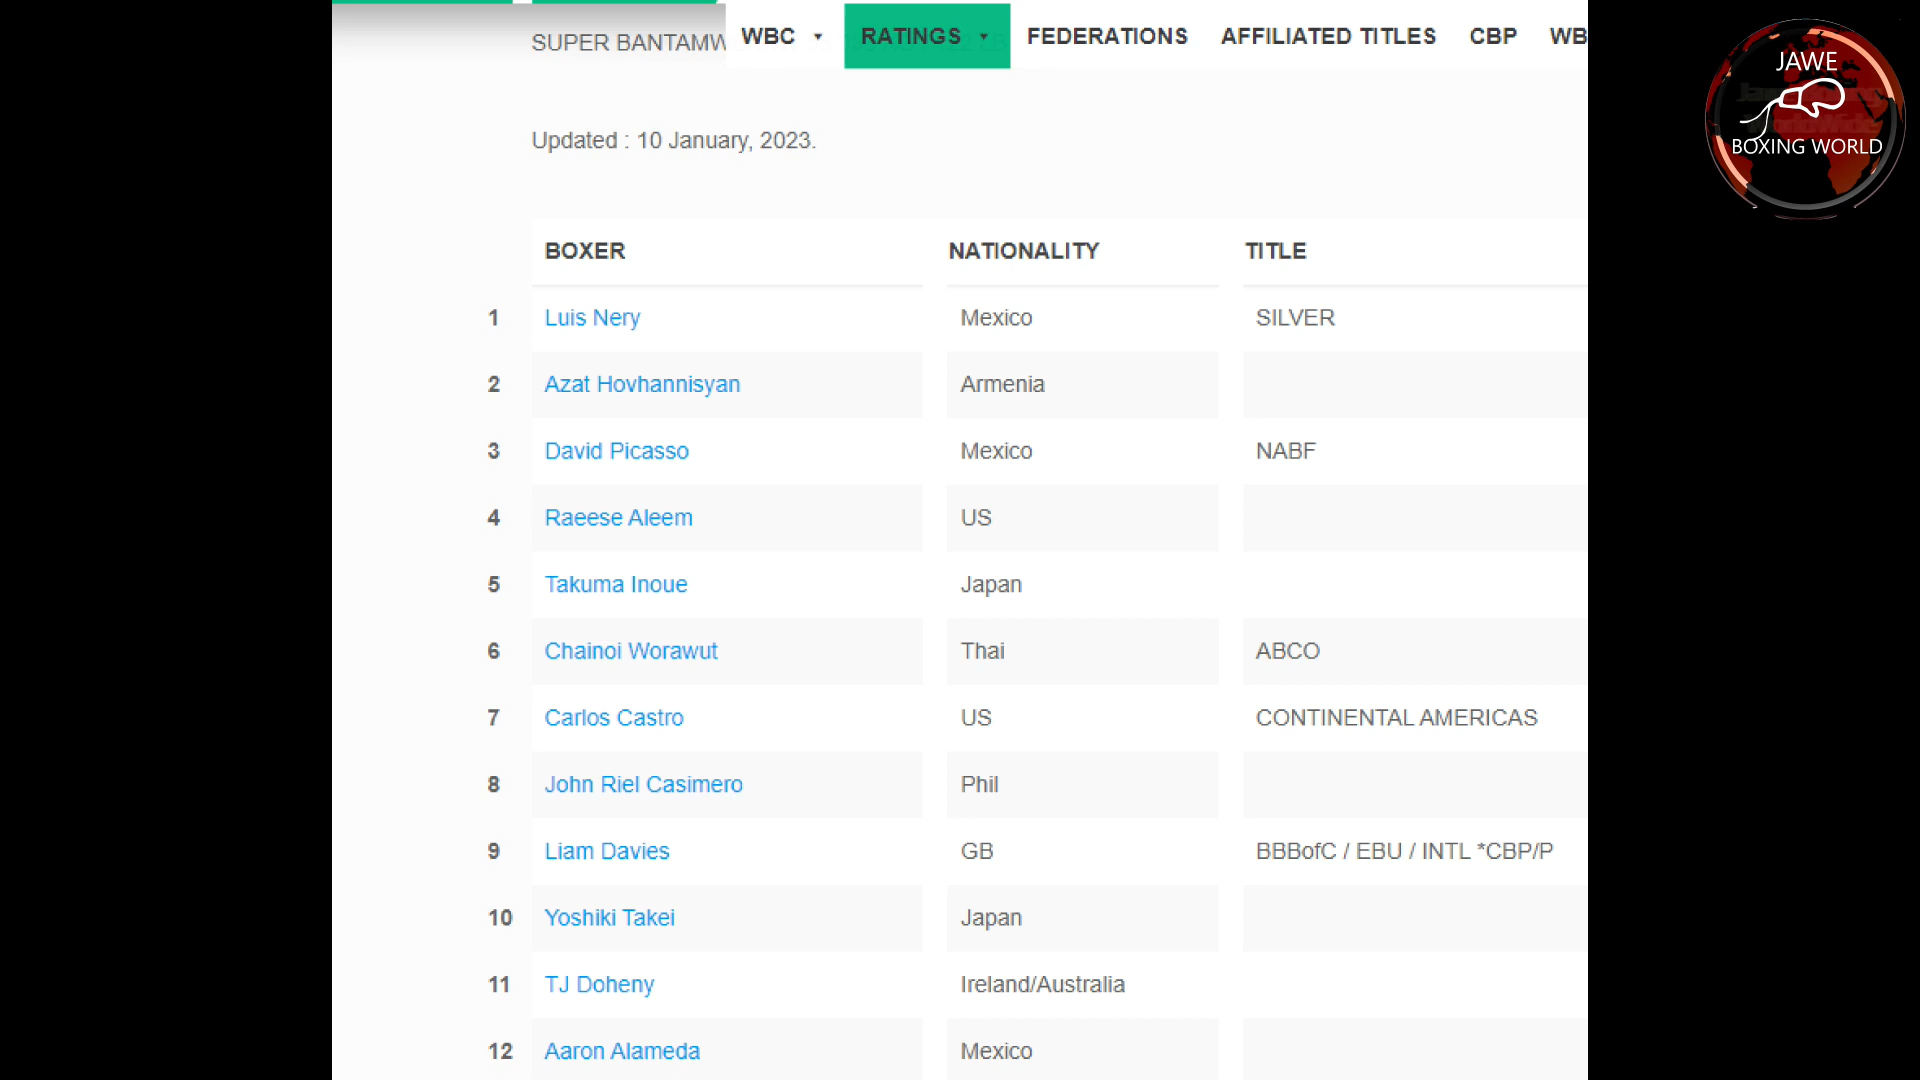 SUPER BANTAMW WBC RATINGS FEDERATIONS AFFILIATED TITLES CBP WB
JAWE
BOXING WORLD
Updated : 10 January, 2023.
BOXER NATIONALITY TITLE
1 Luis Nery Mexico SILVER
2 Azat Hovhannisyan Armenia
3 David Picasso Mexico NABF
4 Raeese Aleem US
5 Takuma Inoue Japan
6 Chainoi Worawut Thai ABCO
7 Carlos Castro US CONTINENTAL AMERICAS
8 John Riel Casimero Phil
9 Liam Davies GB BBBofC / EBU / INTL *CBP/P
10 Yoshiki Takei Japan
11 TJ Doheny Ireland/Australia
12 Aaron Alameda Mexico